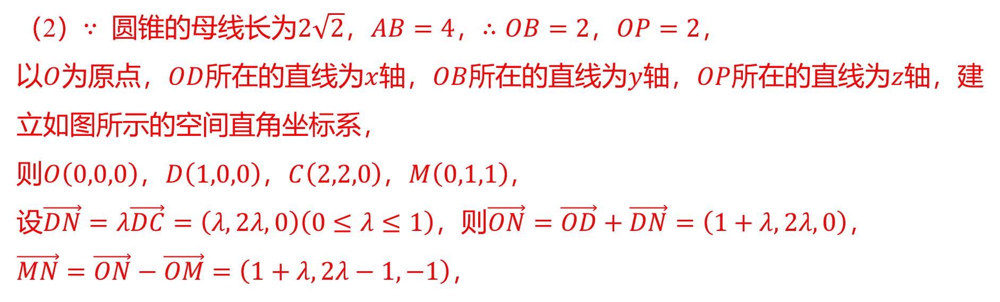 （2）∵ 圆锥的母线长为$2\sqrt{2}$，$AB=4$，∴$OB=2$，$OP=2$，
以$O$为原点，$OD$所在的直线为$x$轴，$OB$所在的直线为$y$轴，$OP$所在的直线为$z$轴，建
立如图所示的空间直角坐标系，
则$O(0,0,0)$，$D(1,0,0)$，$C(2,2,0)$，$M(0,1,1)$，
设$\overrightarrow{DN}=\lambda\overrightarrow{DC}=(\lambda,2\lambda,0)(0\leq\lambda\leq 1)$，则$\overrightarrow{ON}=\overrightarrow{OD}+\overrightarrow{DN}=(1+\lambda,2\lambda,0)$，
$\overrightarrow{MN}=\overrightarrow{ON}-\overrightarrow{OM}=(1+\lambda,2\lambda-1,-1)$，